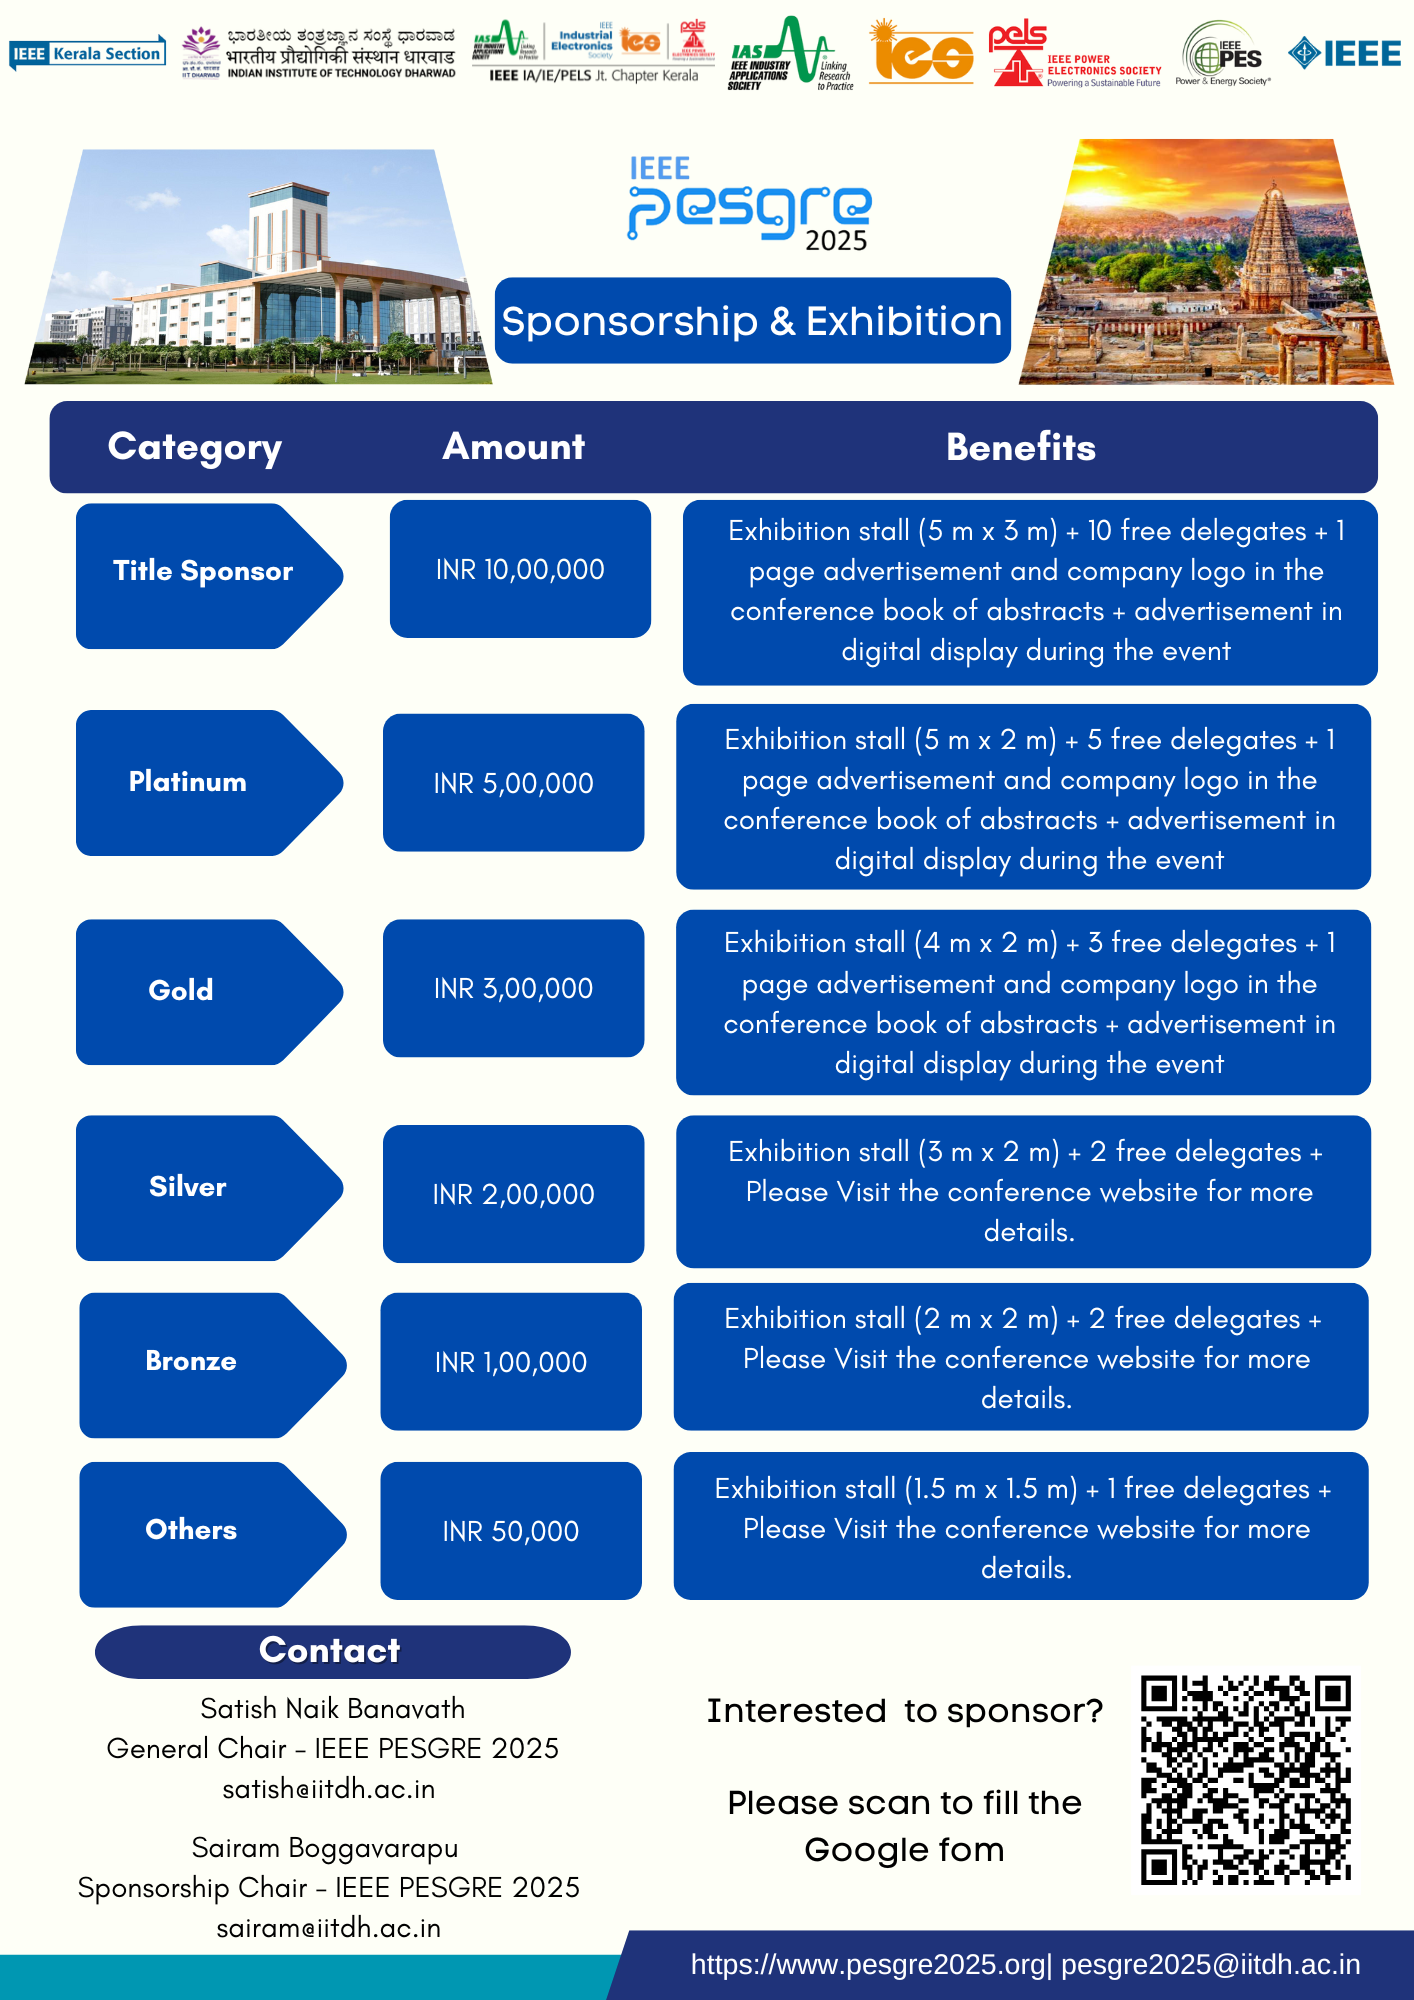 IEEE Kerala Section
ಭಾರತೀಯ ತಂತ್ರಜ್ಞಾನ ಸಂಸ್ಥೆ ಧಾರವಾಡ
भारतीय प्रौद्योगिकी संस्थान धारवाड
INDIAN INSTITUTE OF TECHNOLOGY DHARWAD
IIT DHARWAD
IAS
IEEE INDUSTRY
APPLICATIONS
SOCIETY
Linking
Research
to Practice
IEEE
Industrial
Electronics
Society
ies
pels
IEEE IA/IE/PELS Jt. Chapter Kerala
IAS
IEEE INDUSTRY
APPLICATIONS
SOCIETY
Linking
Research
to Practice
ies
pels
IEEE POWER
ELECTRONICS SOCIETY
Powering a Sustainable Future
IEEE
PES
Power & Energy Society®
IEEE
IEEE
pesgre
2025
Sponsorship & Exhibition
Category Amount Benefits
Title Sponsor
INR 10,00,000
Exhibition stall (5 m x 3 m) + 10 free delegates + 1
page advertisement and company logo in the
conference book of abstracts + advertisement in
digital display during the event
Platinum
INR 5,00,000
Exhibition stall (5 m x 2 m) + 5 free delegates + 1
page advertisement and company logo in the
conference book of abstracts + advertisement in
digital display during the event
Gold
INR 3,00,000
Exhibition stall (4 m x 2 m) + 3 free delegates + 1
page advertisement and company logo in the
conference book of abstracts + advertisement in
digital display during the event
Silver
INR 2,00,000
Exhibition stall (3 m x 2 m) + 2 free delegates +
Please Visit the conference website for more
details.
Bronze
INR 1,00,000
Exhibition stall (2 m x 2 m) + 2 free delegates +
Please Visit the conference website for more
details.
Others
INR 50,000
Exhibition stall (1.5 m x 1.5 m) + 1 free delegates +
Please Visit the conference website for more
details.
Contact
Satish Naik Banavath
General Chair – IEEE PESGRE 2025
satish@iitdh.ac.in
Sairam Boggavarapu
Sponsorship Chair – IEEE PESGRE 2025
sairam@iitdh.ac.in
Interested to sponsor?
Please scan to fill the
Google fom
https://www.pesgre2025.org| pesgre2025@iitdh.ac.in